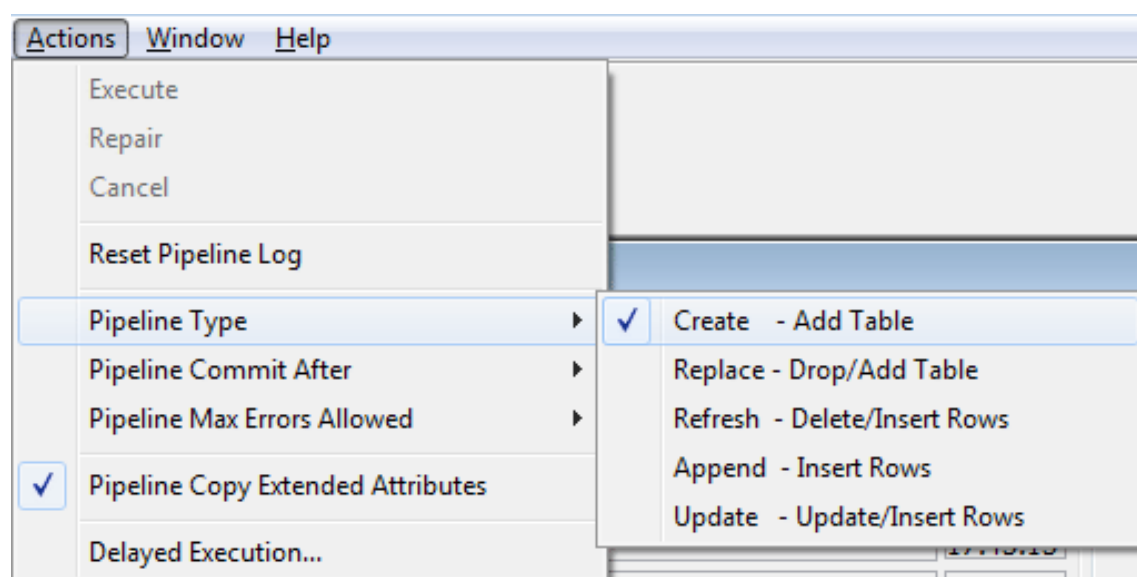 Actions Window Help
Execute
Repair
Cancel
Reset Pipeline Log
Pipeline Type
Pipeline Commit After
Pipeline Max Errors Allowed
Pipeline Copy Extended Attributes
Delayed Execution...
Create - Add Table
Replace - Drop/Add Table
Refresh - Delete/Insert Rows
Append - Insert Rows
Update - Update/Insert Rows